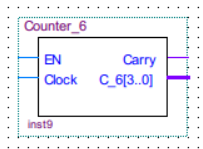 Counter_6
EN Carry
Clock C_6[3..0]
inst9